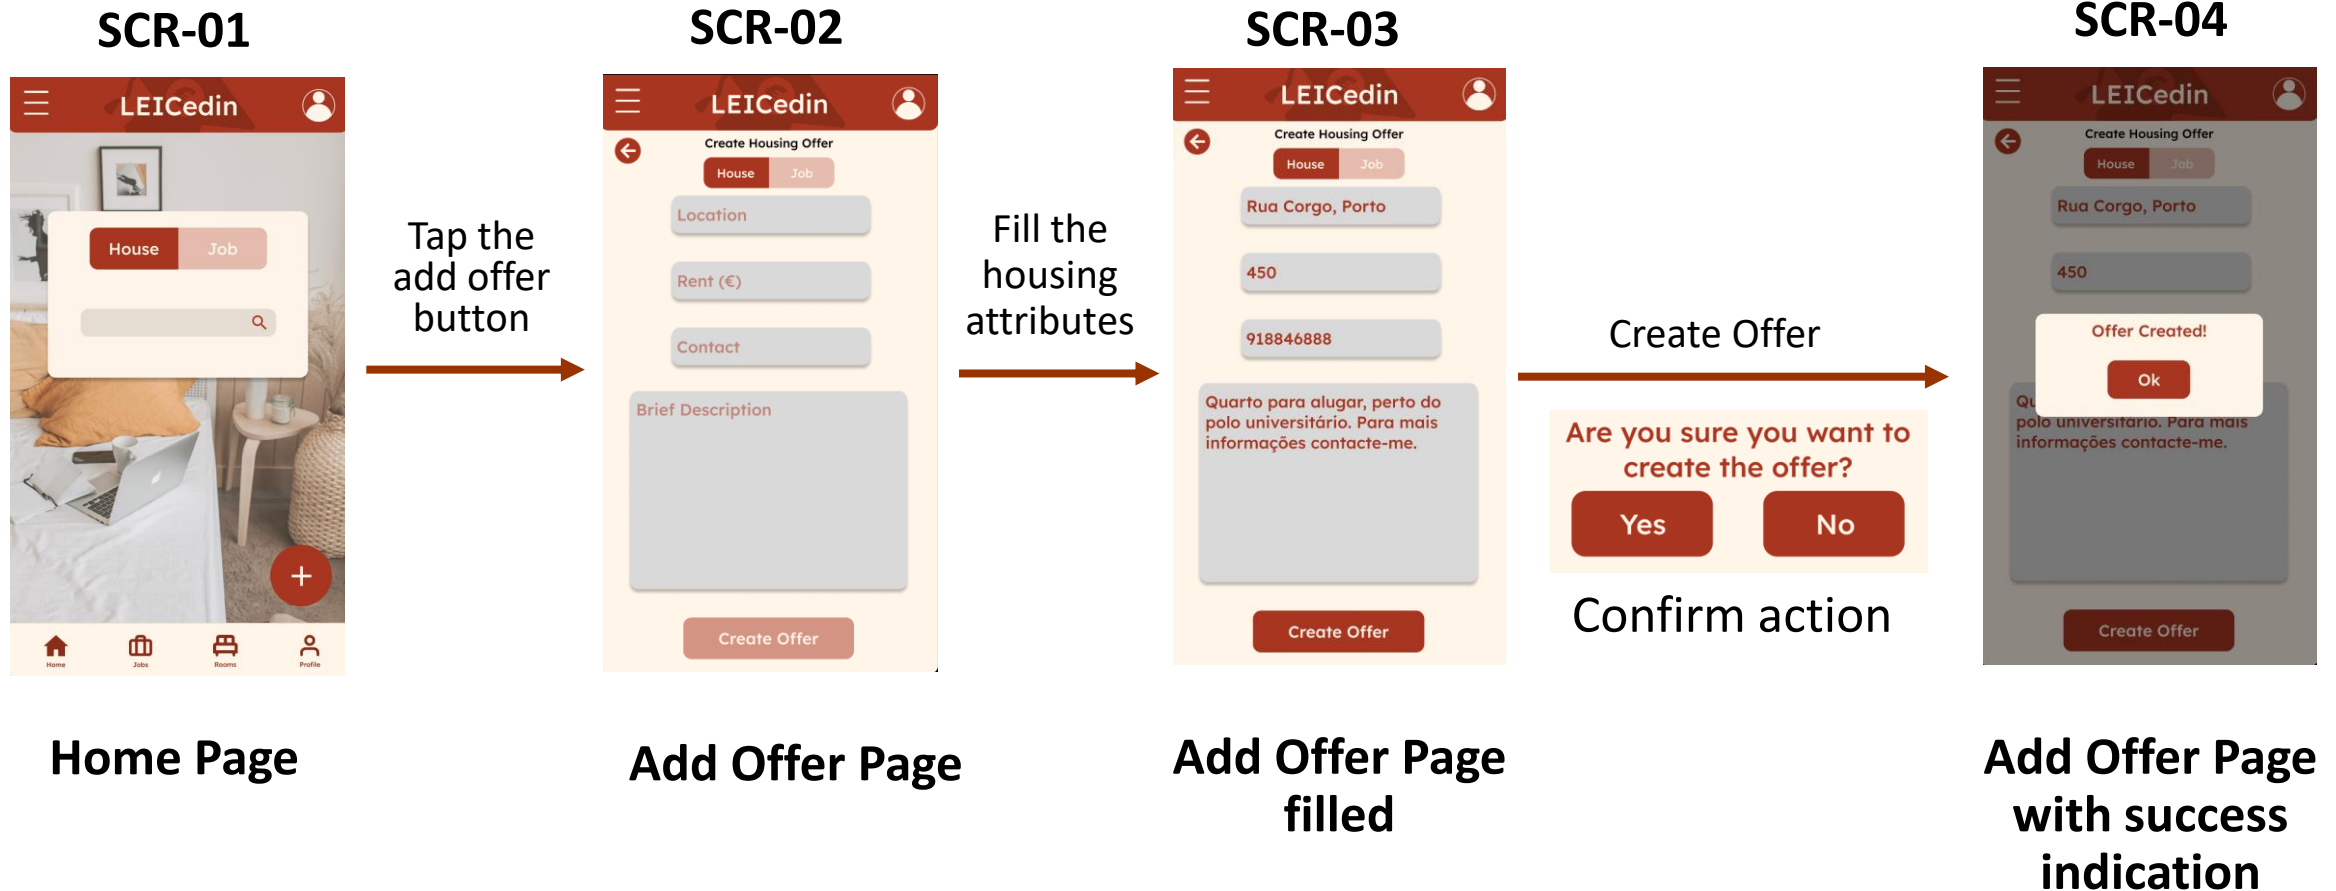 SCR-01
LEICedin
House
Job
Home
Jobs
Rooms
Profile
Home Page
Tap the
add offer
button
SCR-02
LEICedin
Create Housing Offer
House
Job
Location
Rent (€)
Contact
Brief Description
Create Offer
Add Offer Page
Fill the
housing
attributes
SCR-03
LEICedin
Create Housing Offer
House
Job
Rua Corgo, Porto
450
918846888
Quarto para alugar, perto do
polo universitário. Para mais
informações contacte-me.
Create Offer
Add Offer Page
filled
Create Offer
Are you sure you want to
create the offer?
Yes
No
Confirm action
SCR-04
LEICedin
Create Housing Offer
House
Job
Rua Corgo, Porto
450
Offer Created!
Ok
polo universitário. Para mais
informações contacte-me.
Create Offer
Add Offer Page
with success
indication